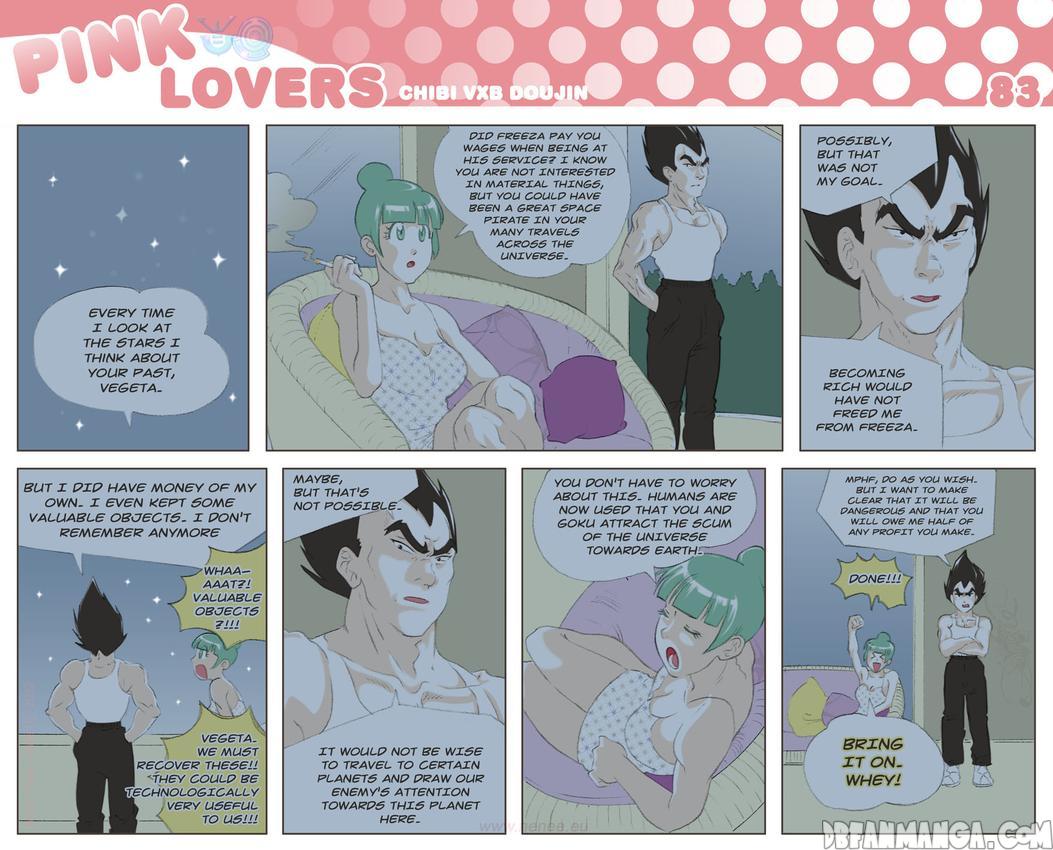 PINK
LOVERS
CHIBI VXB DOUJIN
83
EVERY TIME
I LOOK AT
THE STARS I
THINK ABOUT
YOUR PAST,
VEGETA.
DID FREEZA PAY YOU
WAGES WHEN BEING AT
HIS SERVICE? I KNOW
YOU ARE NOT INTERESTED
IN MATERIAL THINGS,
BUT YOU COULD HAVE
BEEN A GREAT SPACE
PIRATE IN YOUR
MANY TRAVELS
ACROSS THE
UNIVERSE.
POSSIBLY,
BUT THAT
WAS NOT
MY GOAL.
BECOMING
RICH WOULD
HAVE NOT
FREED ME
FROM FREEZA.
BUT I DID HAVE MONEY OF MY
OWN. I EVEN KEPT SOME
VALUABLE OBJECTS. I DON'T
REMEMBER ANYMORE
WHAA-
AAAT?!
VALUABLE
OBJECTS
?!!!
VEGETA.
WE MUST
RECOVER THESE!!
THEY COULD BE
TECHNOLOGICALLY
VERY USEFUL
TO US!!!
MAYBE,
BUT THAT'S
NOT POSSIBLE.
IT WOULD NOT BE WISE
TO TRAVEL TO CERTAIN
PLANETS AND DRAW OUR
ENEMY'S ATTENTION
TOWARDS THIS PLANET
HERE.
YOU DON'T HAVE TO WORRY
ABOUT THIS. HUMANS ARE
NOW USED THAT YOU AND
GOKU ATTRACT THE SCUM
OF THE UNIVERSE
TOWARDS EARTH.
MPHF, DO AS YOU WISH.
BUT I WANT TO MAKE
CLEAR THAT IT WILL BE
DANGEROUS AND THAT YOU
WILL OWE ME HALF OF
ANY PROFIT YOU MAKE.
DONE!!!
BRING
IT ON.
WHEY!
DBFANMANGA.COM